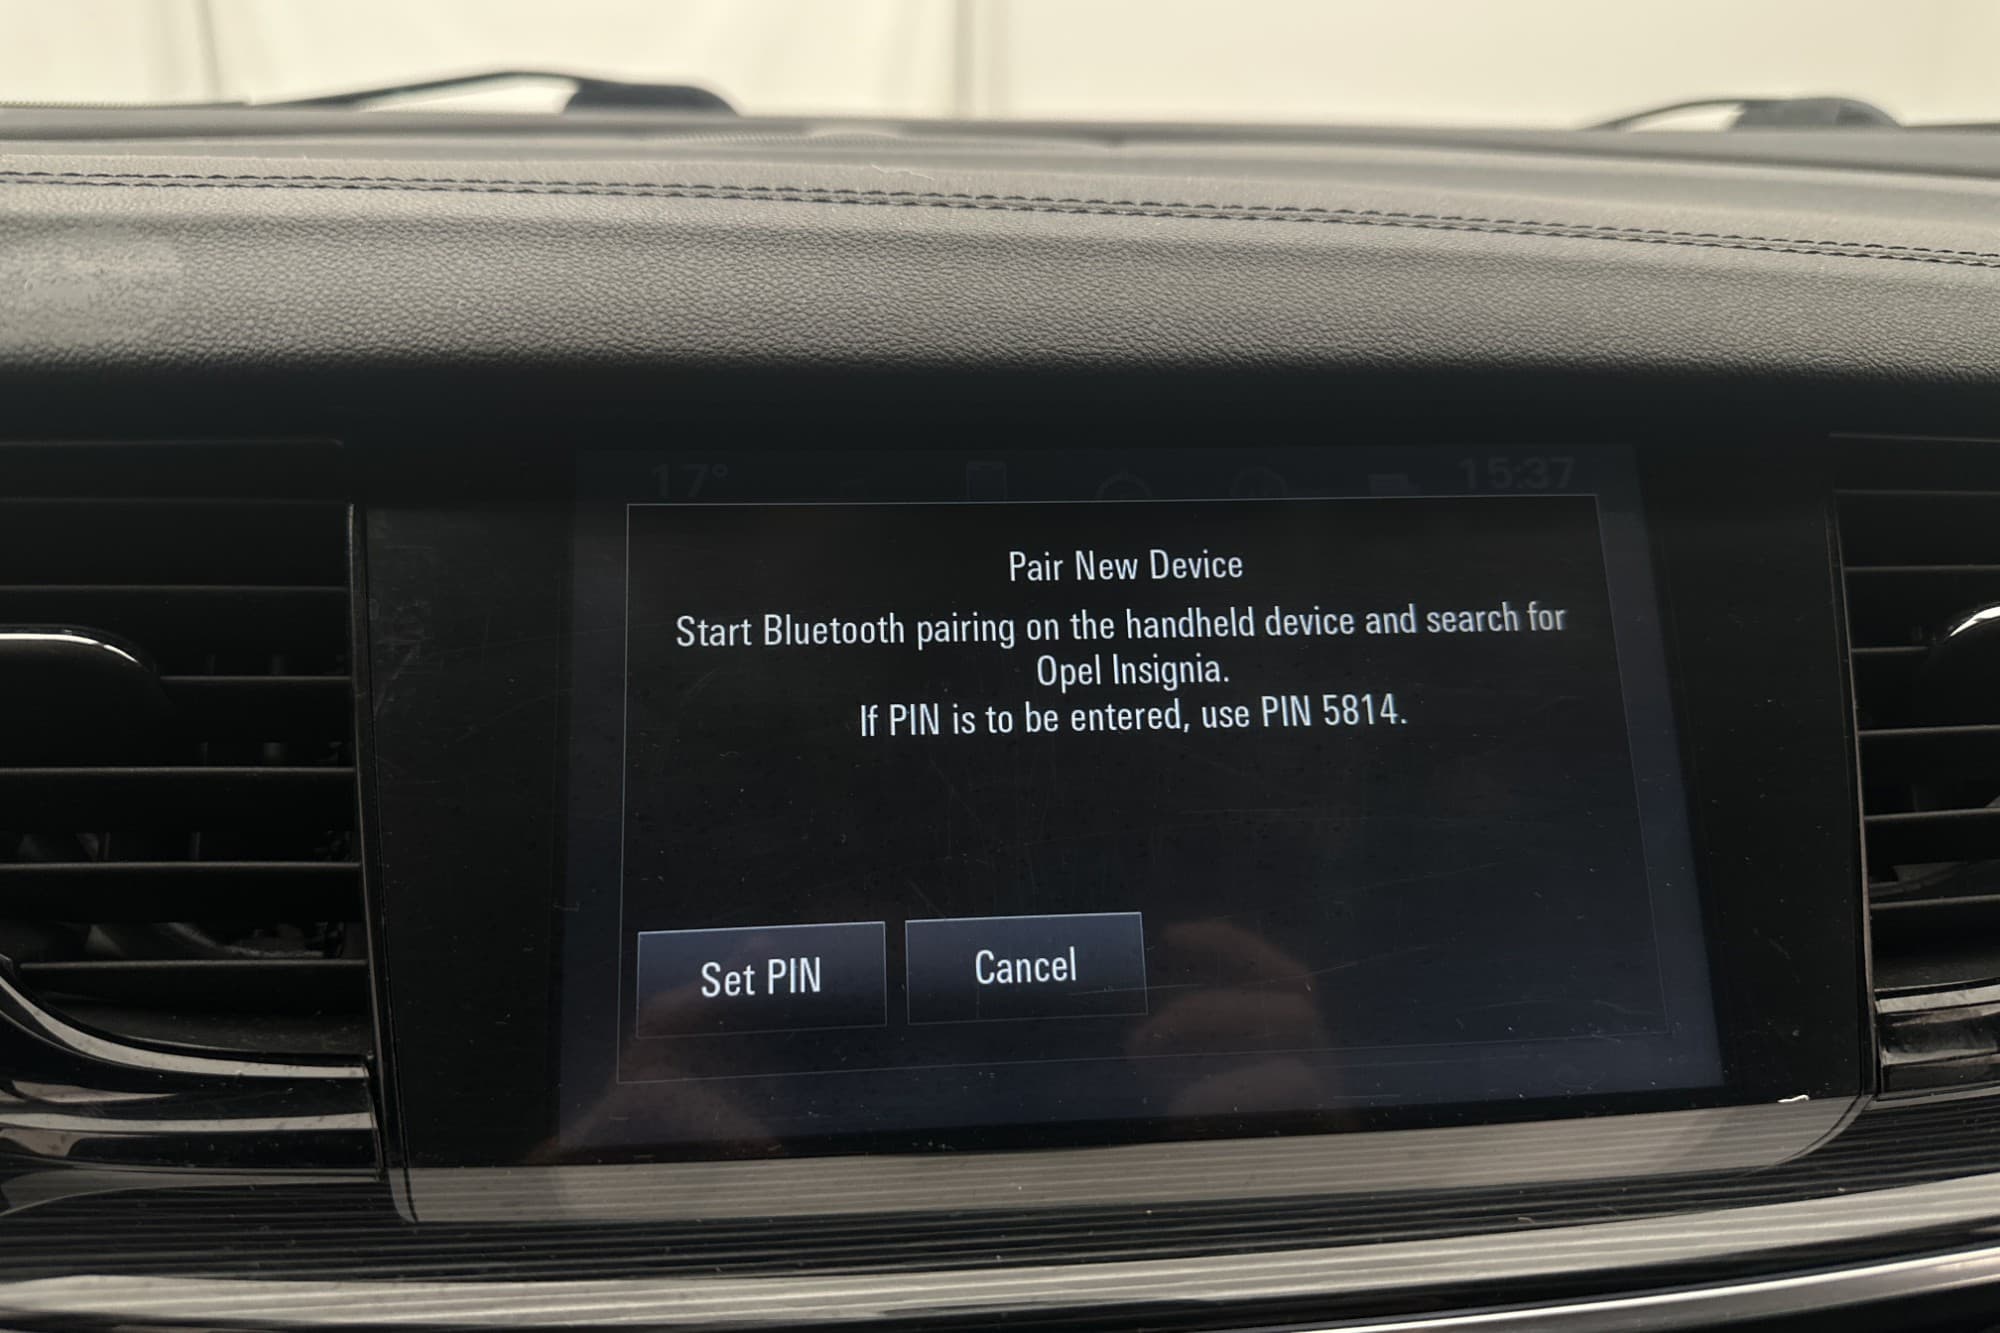 17° 15:37
Pair New Device
Start Bluetooth pairing on the handheld device and search for
Opel Insignia.
If PIN is to be entered, use PIN 5814.
Set PIN Cancel